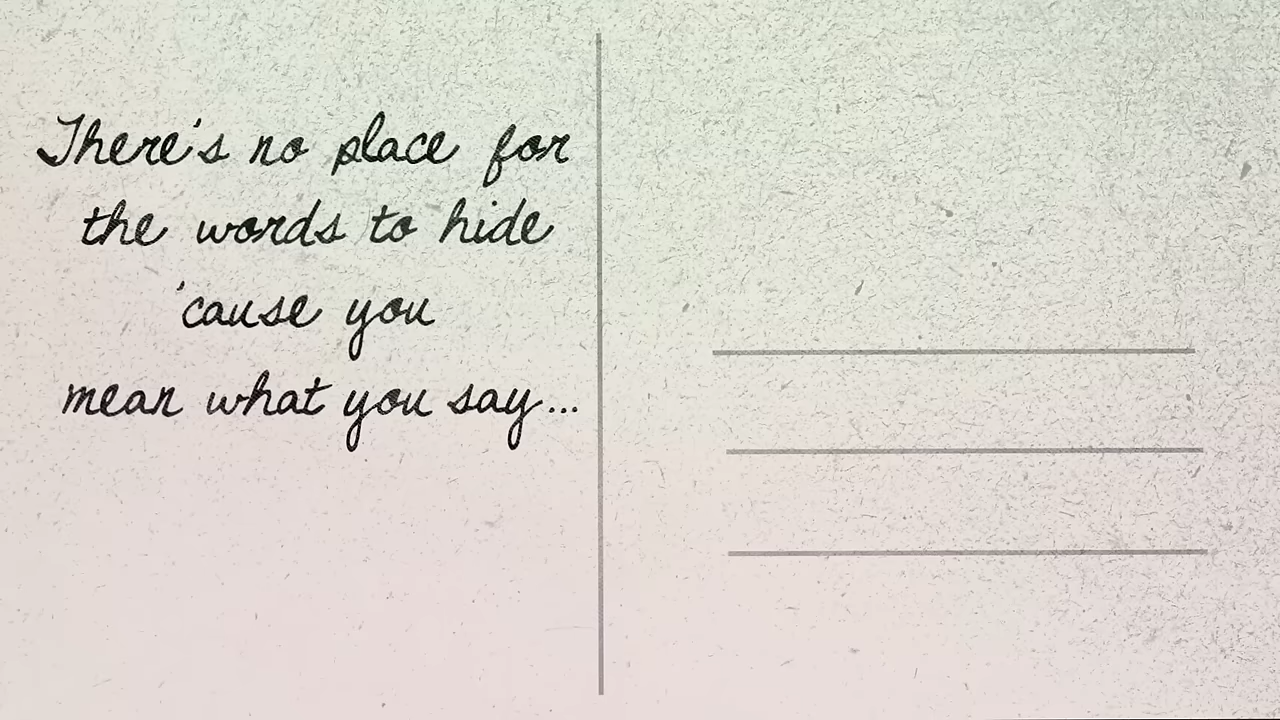 There's no place for
the words to hide
'cause you
mean what you say...